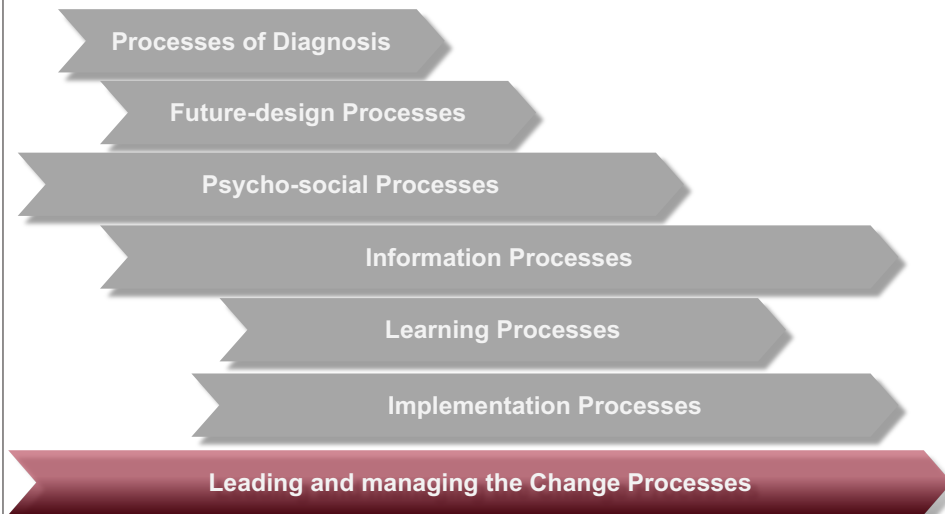 Processes of Diagnosis
Future-design Processes
Psycho-social Processes
Information Processes
Learning Processes
Implementation Processes
Leading and managing the Change Processes